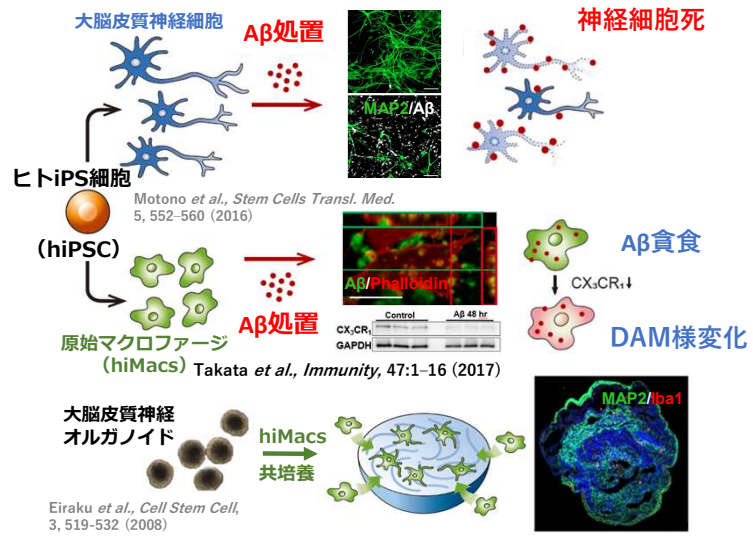 大脳皮質神経細胞
Aβ処置
神経細胞死
MAP2/Aβ
ヒトiPS細胞
(hiPSC)
Motono et al., Stem Cells Transl. Med.
5, 552–560 (2016)
Aβ/Phalloidin
Aβ貪食
CX₃CR₁↓
DAM様変化
Aβ処置
Control
Aβ 48 hr
CX₃CR₁
GAPDH
原始マクロファージ
（hiMacs）
Takata et al., Immunity, 47:1–16 (2017)
大脳皮質神経
オルガノイド
hiMacs
共培養
MAP2/Iba1
Eiraku et al., Cell Stem Cell,
3, 519-532 (2008)